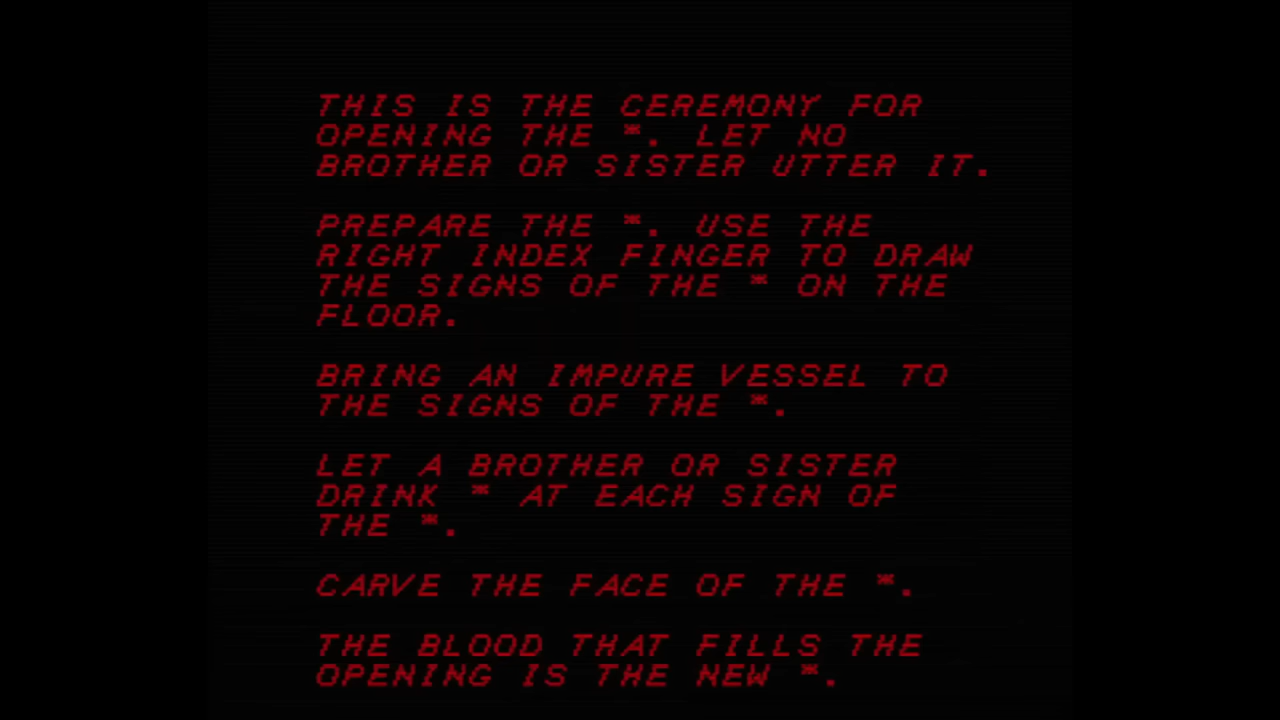 THIS IS THE CEREMONY FOR
OPENING THE *. LET NO
BROTHER OR SISTER UTTER IT.
PREPARE THE *. USE THE
RIGHT INDEX FINGER TO DRAW
THE SIGNS OF THE * ON THE
FLOOR.
BRING AN IMPURE VESSEL TO
THE SIGNS OF THE *.
LET A BROTHER OR SISTER
DRINK * AT EACH SIGN OF
THE *.
CARVE THE FACE OF THE *.
THE BLOOD THAT FILLS THE
OPENING IS THE NEW *.